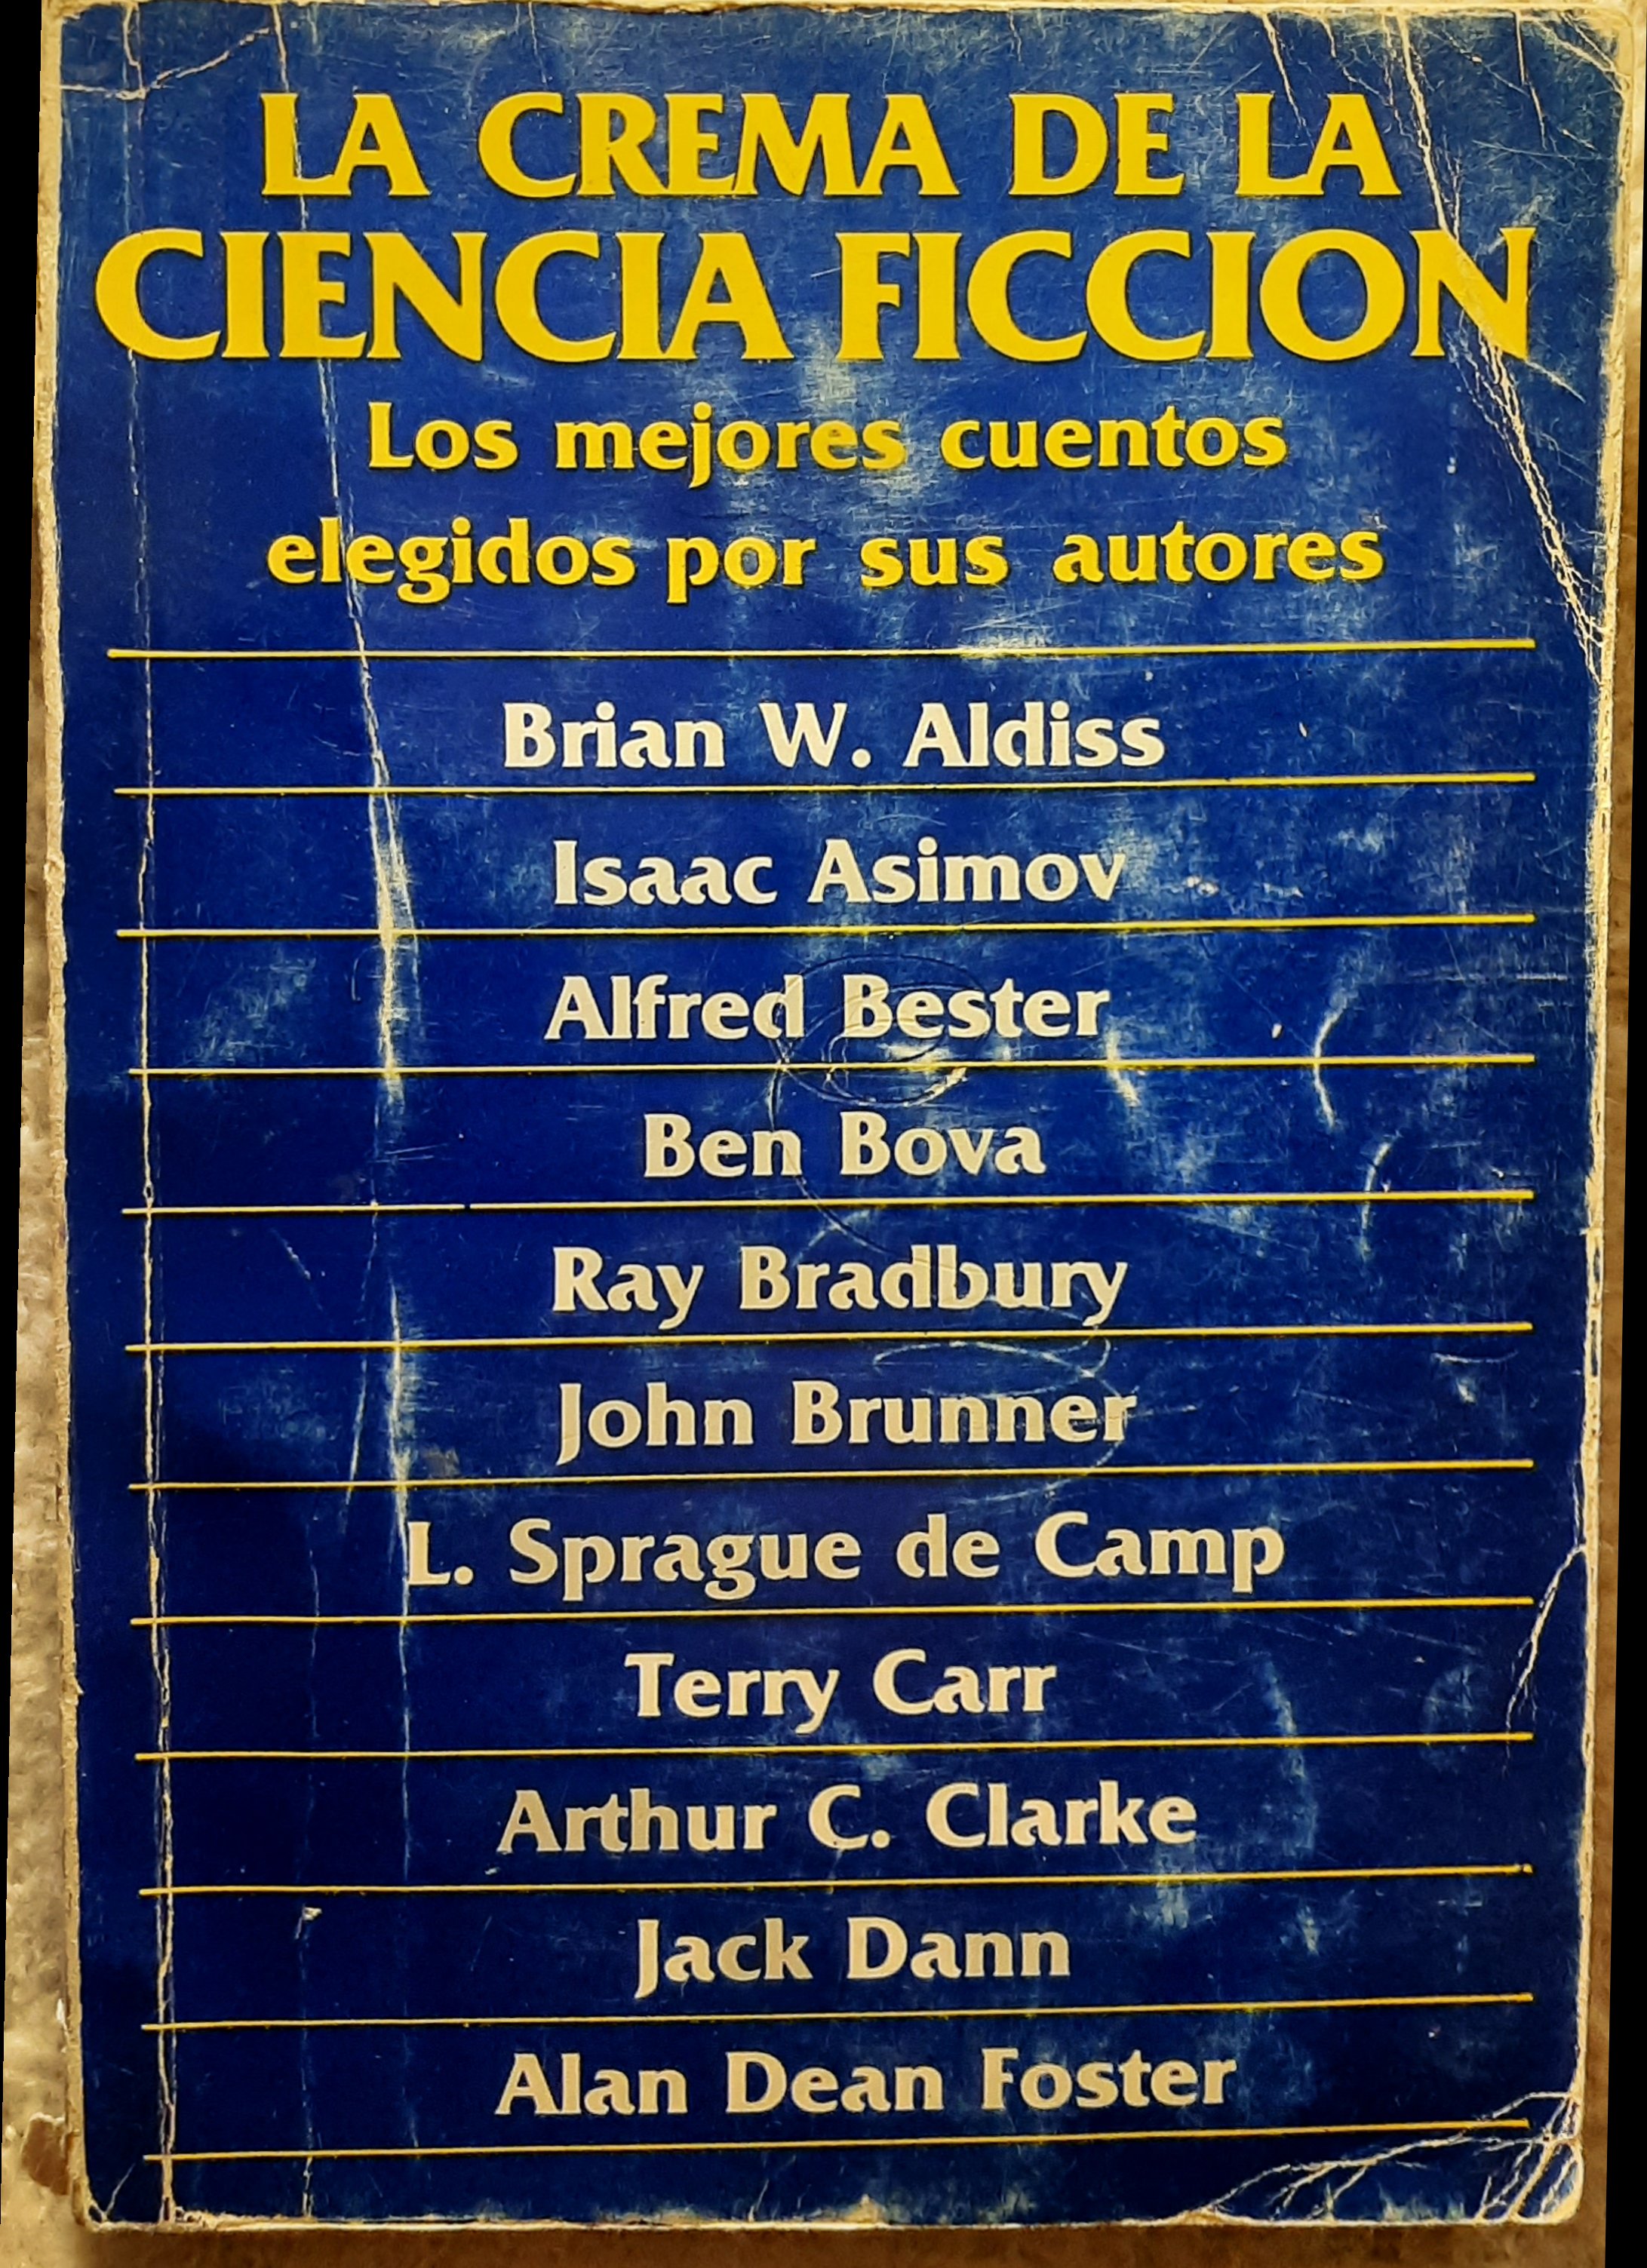 LA CREMA DE LA
CIENCIA FICCION
Los mejores cuentos
elegidos por sus autores
Brian W. Aldiss
Isaac Asimov
Alfred Bester
Ben Bova
Ray Bradbury
John Brunner
L. Sprague de Camp
Terry Carr
Arthur C. Clarke
Jack Dann
Alan Dean Foster